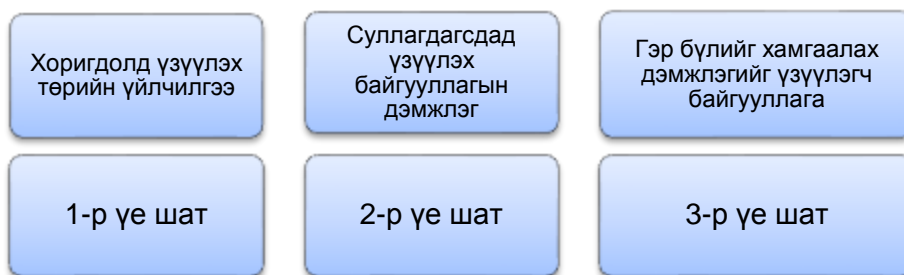 Хоригдолд үзүүлэх
төрийн үйлчилгээ
Суллагдагсдад
үзүүлэх
байгууллагын
дэмжлэг
Гэр бүлийг хамгаалах
дэмжлэгийг үзүүлэгч
байгууллага
1-р үе шат
2-р үе шат
3-р үе шат